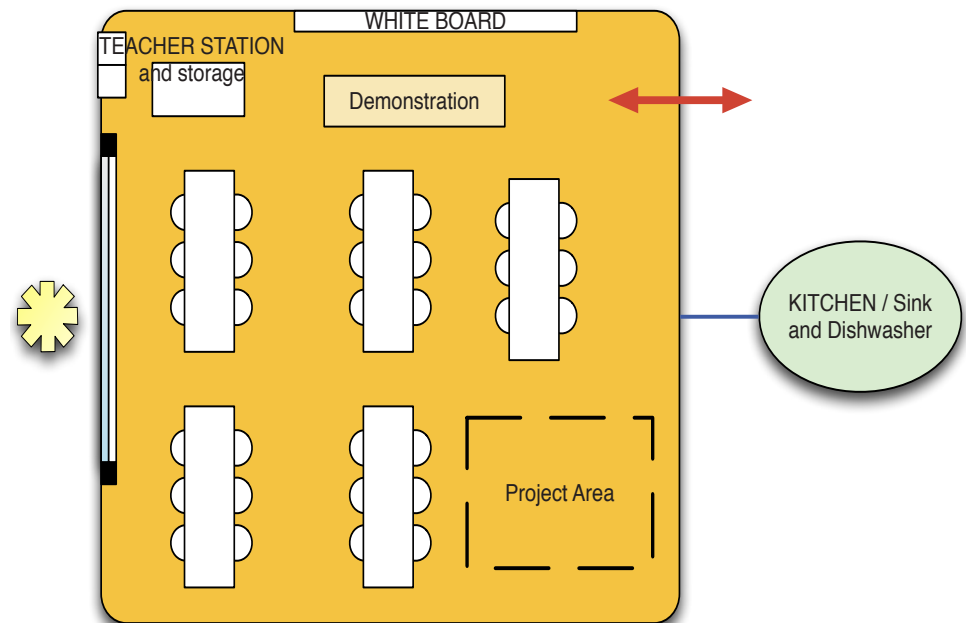 WHITE BOARD
TEACHER STATION
and storage
Demonstration
KITCHEN / Sink
and Dishwasher
Project Area